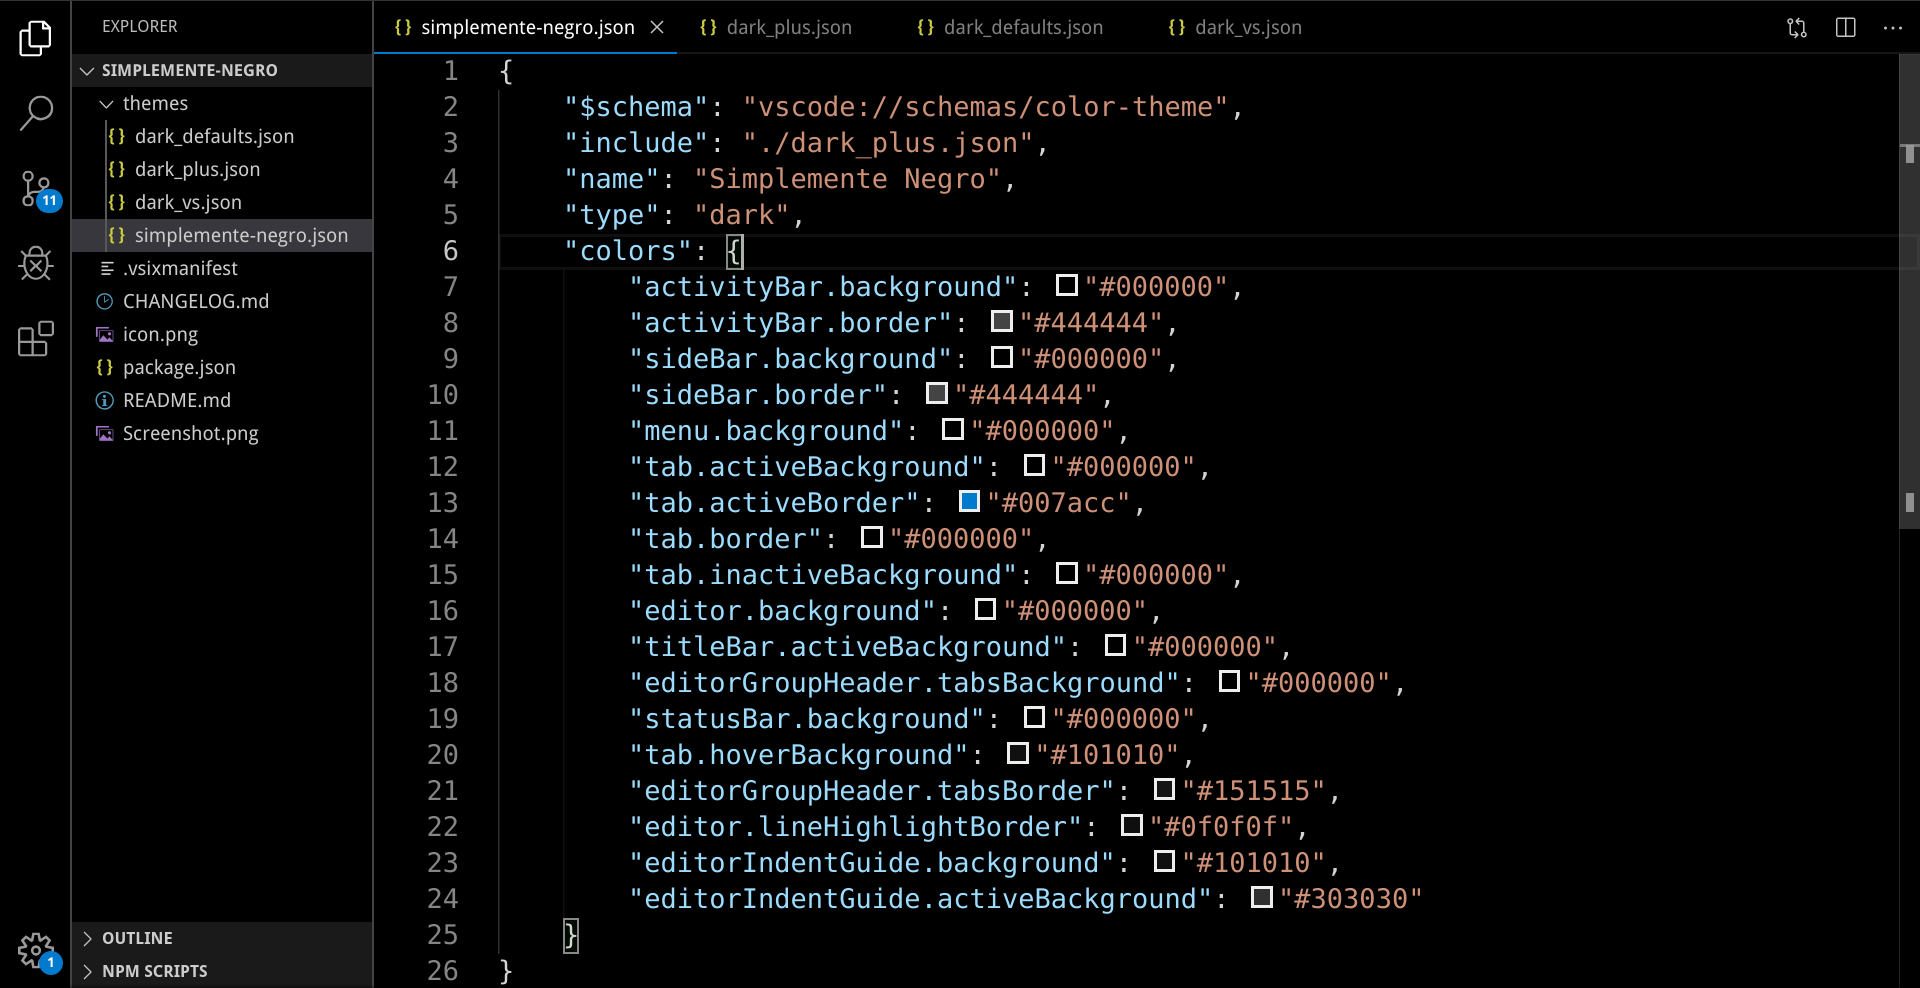 EXPLORER
SIMPLEMENTE-NEGRO
themes
{} dark_defaults.json
{} dark_plus.json
{} dark_vs.json
{} simplemente-negro.json
.vsixmanifest
CHANGELOG.md
icon.png
{} package.json
README.md
Screenshot.png
OUTLINE
NPM SCRIPTS
11
1
{} simplemente-negro.json
{} dark_plus.json
{} dark_defaults.json
{} dark_vs.json
1 {
2 "$schema": "vscode://schemas/color-theme",
3 "include": "./dark_plus.json",
4 "name": "Simplemente Negro",
5 "type": "dark",
6 "colors": {
7 "activityBar.background": "#000000",
8 "activityBar.border": "#444444",
9 "sideBar.background": "#000000",
10 "sideBar.border": "#444444",
11 "menu.background": "#000000",
12 "tab.activeBackground": "#000000",
13 "tab.activeBorder": "#007acc",
14 "tab.border": "#000000",
15 "tab.inactiveBackground": "#000000",
16 "editor.background": "#000000",
17 "titleBar.activeBackground": "#000000",
18 "editorGroupHeader.tabsBackground": "#000000",
19 "statusBar.background": "#000000",
20 "tab.hoverBackground": "#101010",
21 "editorGroupHeader.tabsBorder": "#151515",
22 "editor.lineHighlightBorder": "#0f0f0f",
23 "editorIndentGuide.background": "#101010",
24 "editorIndentGuide.activeBackground": "#303030"
25 }
26 }